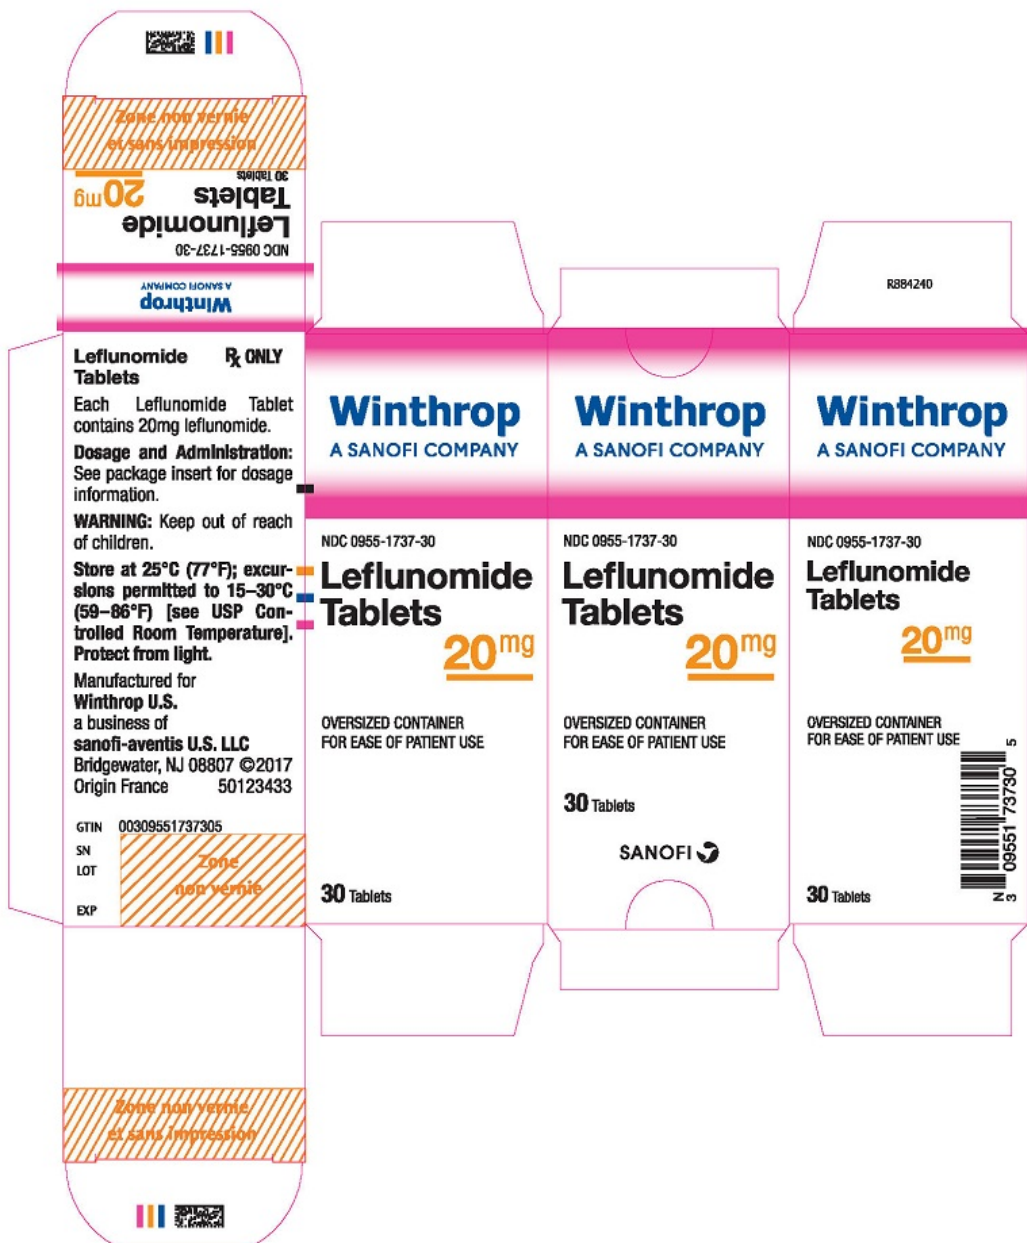 Zone non vernie
et sans impression
30 Tablets
20mg
Tablets
Leflunomide
NDC 0955-1737-30
A SANOFI COMPANY
Winthrop
Leflunomide Rx ONLY
Tablets
Each Leflunomide Tablet
contains 20mg leflunomide.
Dosage and Administration:
See package insert for dosage
information.
WARNING: Keep out of reach
of children.
Store at 25°C (77°F); excur-
sions permitted to 15–30°C
(59–86°F) [see USP Con-
trolled Room Temperature].
Protect from light.
Manufactured for
Winthrop U.S.
a business of
sanofi-aventis U.S. LLC
Bridgewater, NJ 08807 ©2017
Origin France 50123433
GTIN 00309551737305
SN
LOT
EXP
Zone
non vernie
Zone non vernie
et sans impression
Winthrop
A SANOFI COMPANY
NDC 0955-1737-30
Leflunomide
Tablets
20mg
OVERSIZED CONTAINER
FOR EASE OF PATIENT USE
30 Tablets
Winthrop
A SANOFI COMPANY
NDC 0955-1737-30
Leflunomide
Tablets
20mg
OVERSIZED CONTAINER
FOR EASE OF PATIENT USE
30 Tablets
SANOFI
R884240
Winthrop
A SANOFI COMPANY
NDC 0955-1737-30
Leflunomide
Tablets
20mg
OVERSIZED CONTAINER
FOR EASE OF PATIENT USE
30 Tablets
N
3 09551 73730 5